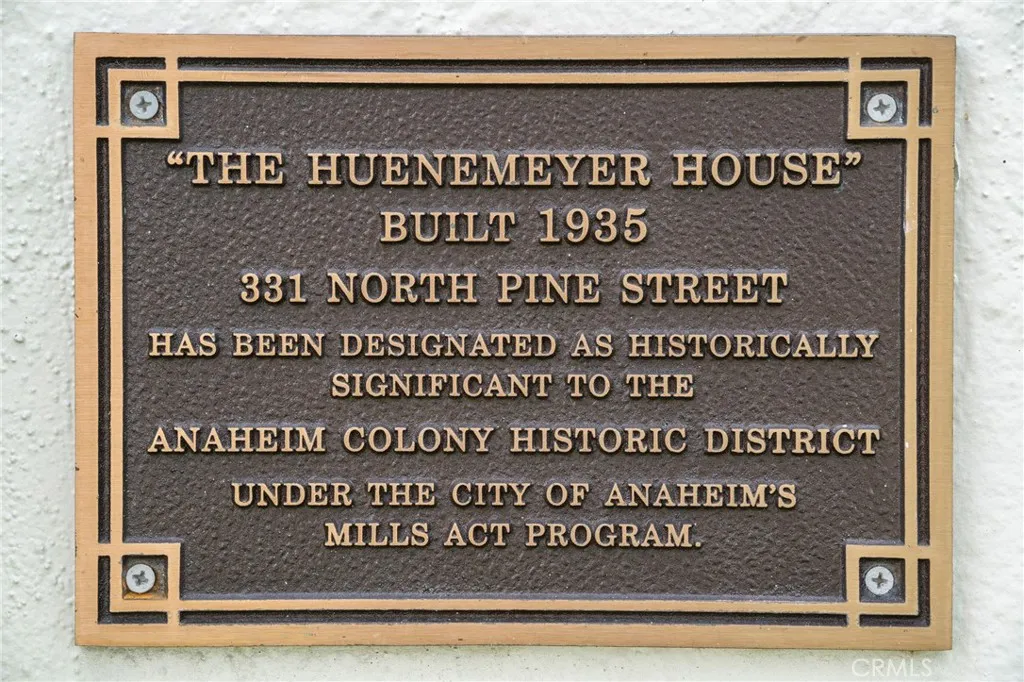 “THE HUENEMEYER HOUSE”
BUILT 1935
331 NORTH PINE STREET
HAS BEEN DESIGNATED AS HISTORICALLY
SIGNIFICANT TO THE
ANAHEIM COLONY HISTORIC DISTRICT
UNDER THE CITY OF ANAHEIM’S
MILLS ACT PROGRAM.
CRMLS